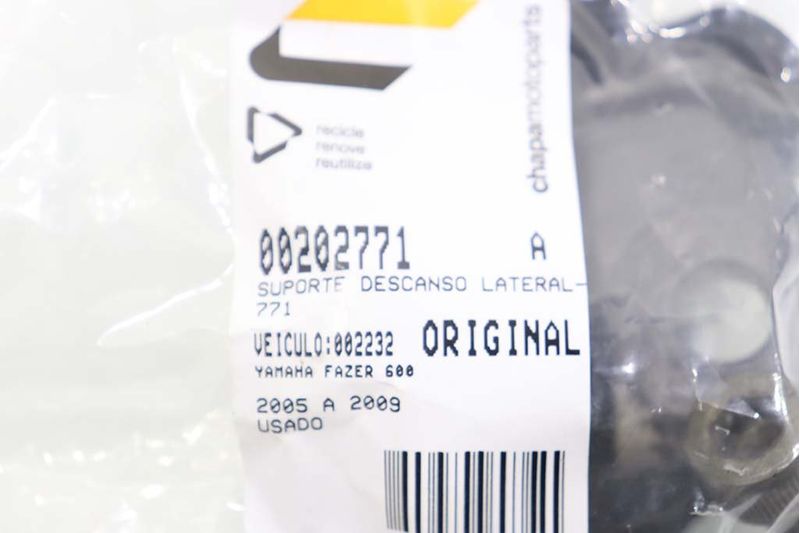 chapamotoparts
recicle
renove
reutilize
00202771 A
SUPORTE DESCANSO LATERAL-
771
VEICULO:002232 ORIGINAL
YAMAHA FAZER 600
2005 A 2009
USADO